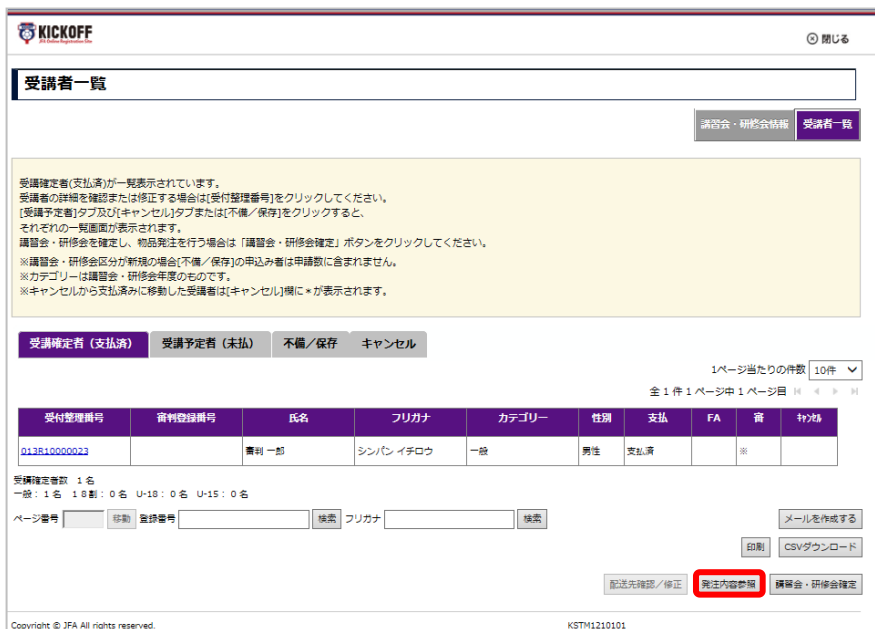 KICKOFF
JFA Online Registration Site
閉じる
受講者一覧
講習会・研修会情報 受講者一覧
受講確定者(支払済)が一覧表示されています。
受講者の詳細を確認または修正する場合は[受付整理番号]をクリックしてください。
[受講予定者]タブ及び[キャンセル]タブまたは[不備／保存]をクリックすると、
それぞれの一覧画面が表示されます。
講習会・研修会を確定し、物品発注を行う場合は「講習会・研修会確定」ボタンをクリックしてください。
※講習会・研修会区分が新規の場合[不備／保存]の申込み者は申請数に含まれません。
※カテゴリーは講習会・研修会年度のものです。
※キャンセルから支払済みに移動した受講者は[キャンセル]欄に＊が表示されます。
受講確定者（支払済） 受講予定者（未払） 不備／保存 キャンセル
1ページ当たりの件数 10件
全 1 件 1 ページ中 1 ページ目
受付整理番号 審判登録番号 氏名 フリガナ カテゴリー 性別 支払 FA 審 ｷｬﾝｾﾙ
013R10000023 審判 一郎 シンパン イチロウ 一般 男性 支払済 ※
受講確定者数 1 名
一般：1 名 1８割：0 名 U-18：0 名 U-15：0 名
ページ番号 移動 登録番号 検索 フリガナ 検索 メールを作成する
印刷 CSVダウンロード
配送先確認／修正 発注内容参照 講習会・研修会確定
Copyright © JFA All rights reserved. KSTM1210101